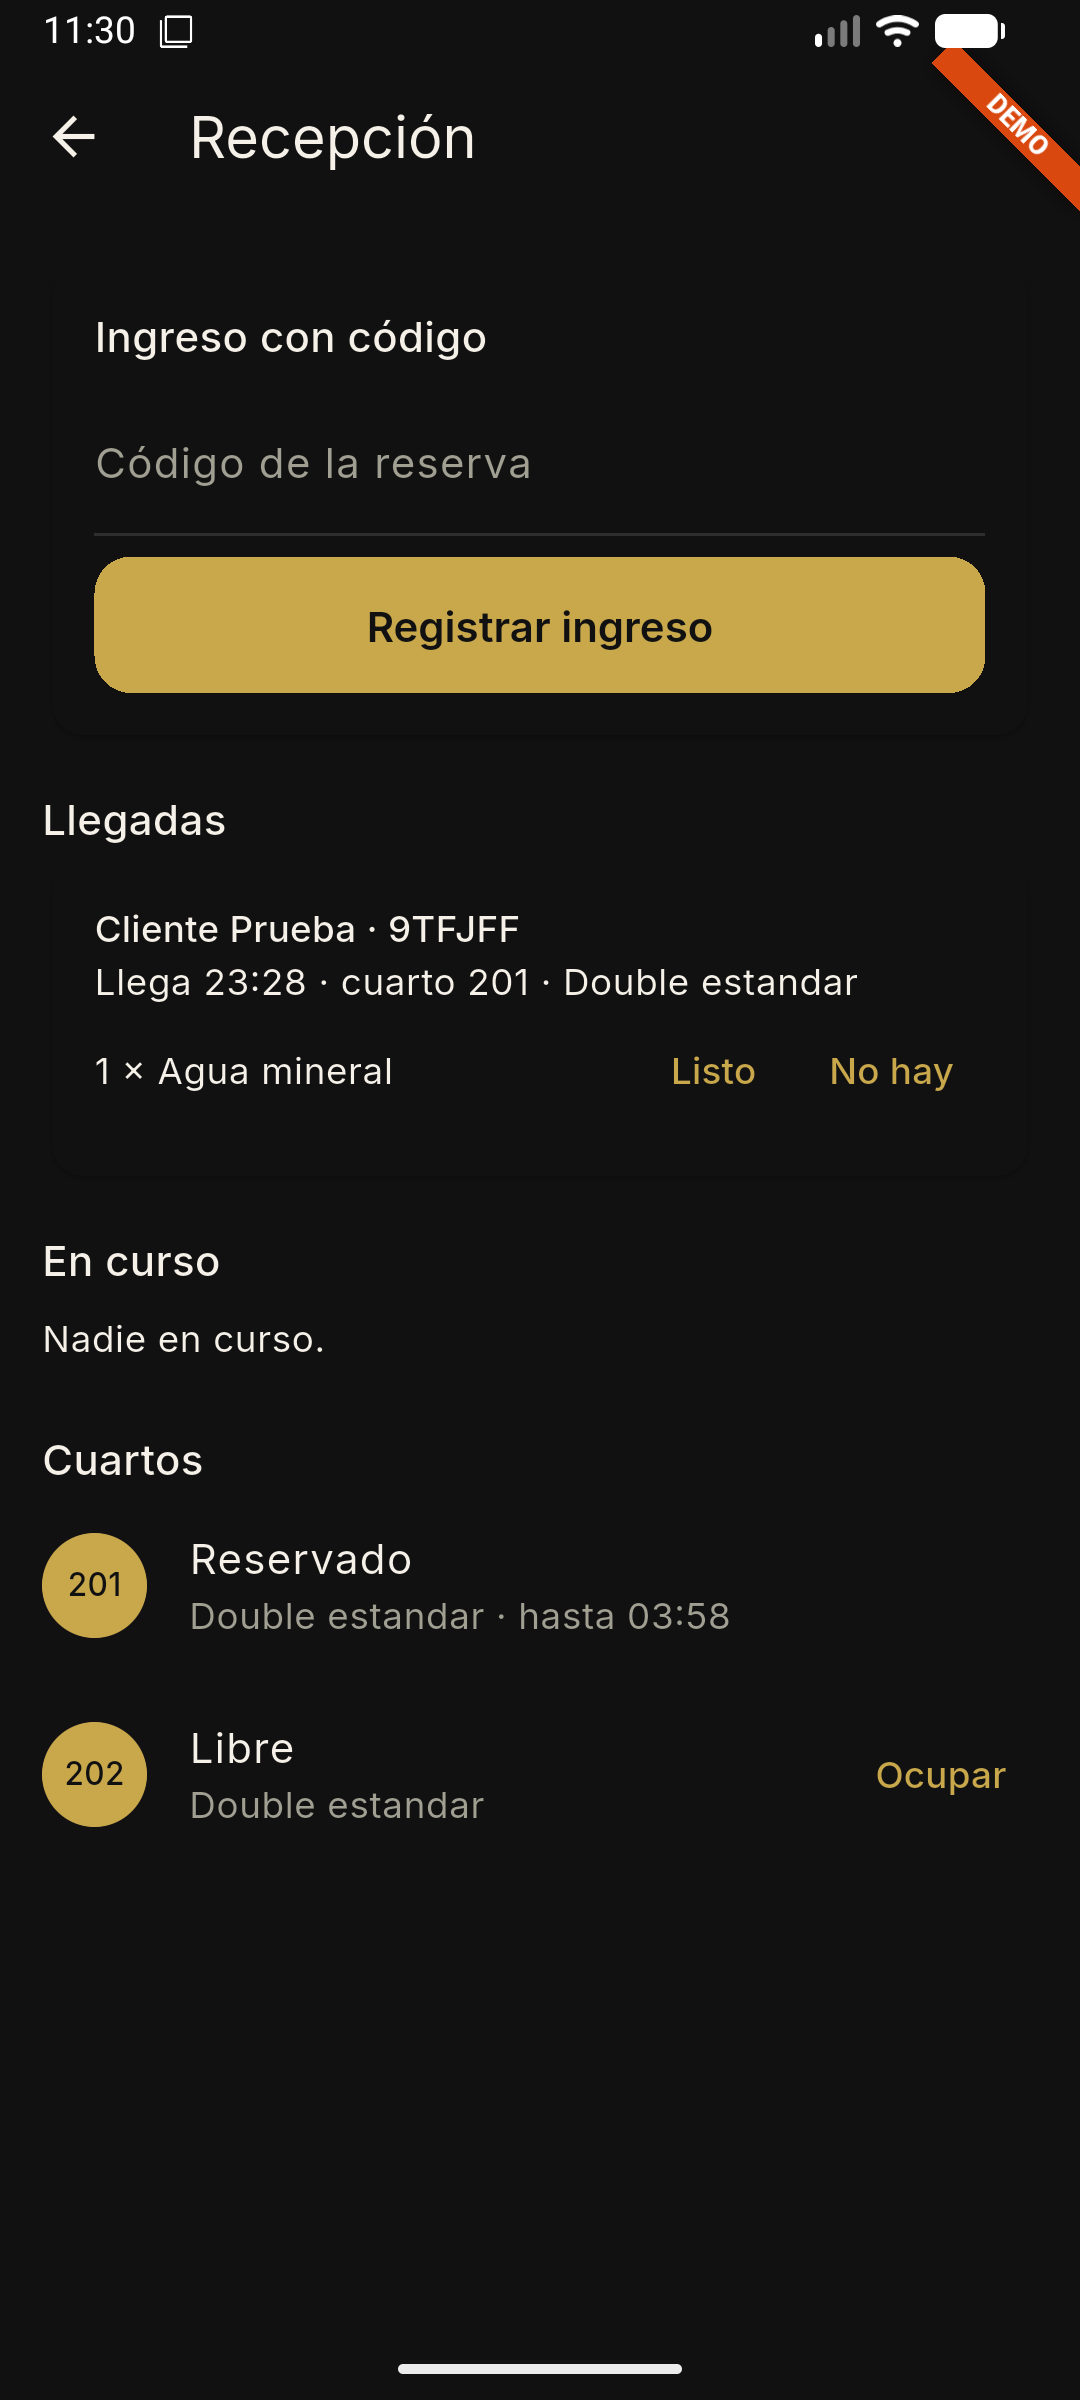 11:30
DEMO
Recepción
Ingreso con código
Código de la reserva
Registrar ingreso
Llegadas
Cliente Prueba · 9TFJFF
Llega 23:28 · cuarto 201 · Double estandar
1 × Agua mineral Listo No hay
En curso
Nadie en curso.
Cuartos
201 Reservado
Double estandar · hasta 03:58
202 Libre
Double estandar
Ocupar